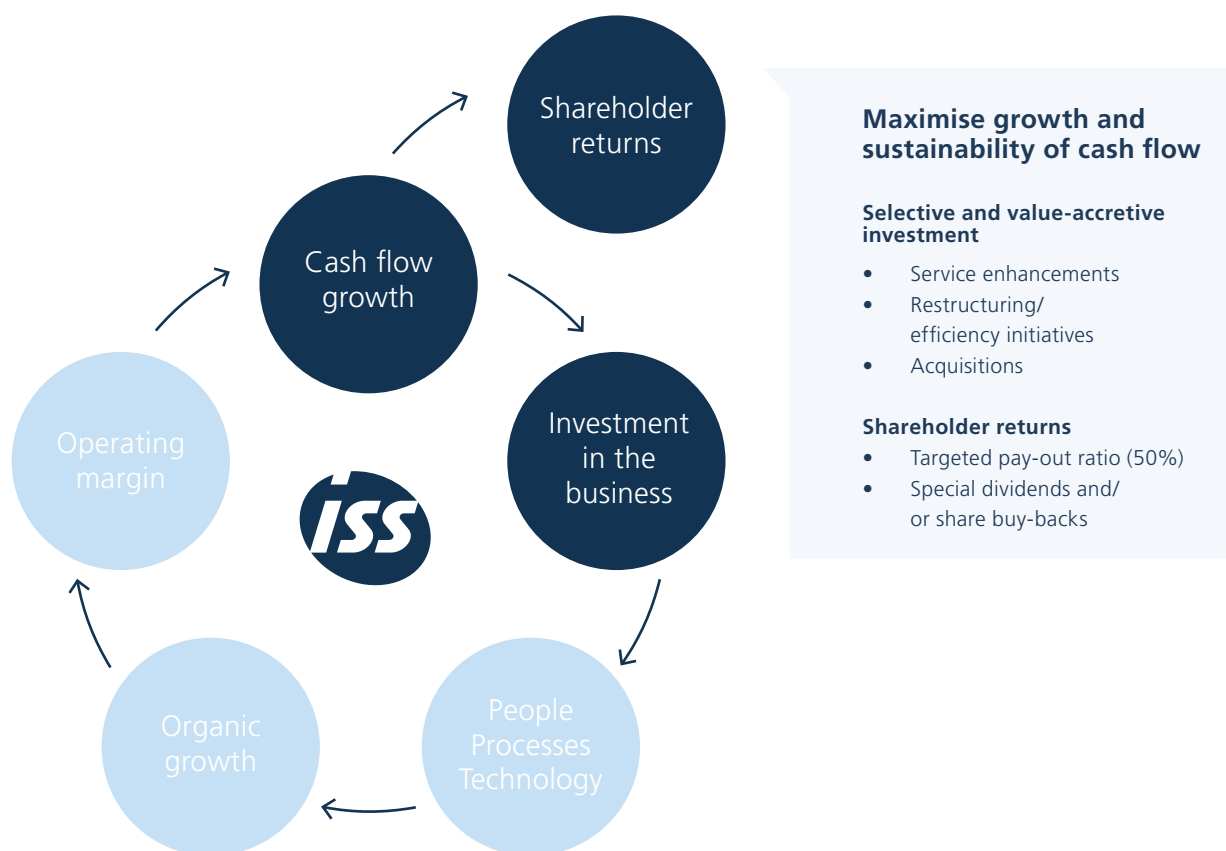 Shareholder
returns
Cash flow
growth
Operating
margin
Investment
in the
business
iss
Organic
growth
People
Processes
Technology
Maximise growth and
sustainability of cash flow
Selective and value-accretive
investment
• Service enhancements
• Restructuring/
efficiency initiatives
• Acquisitions
Shareholder returns
• Targeted pay-out ratio (50%)
• Special dividends and/
or share buy-backs